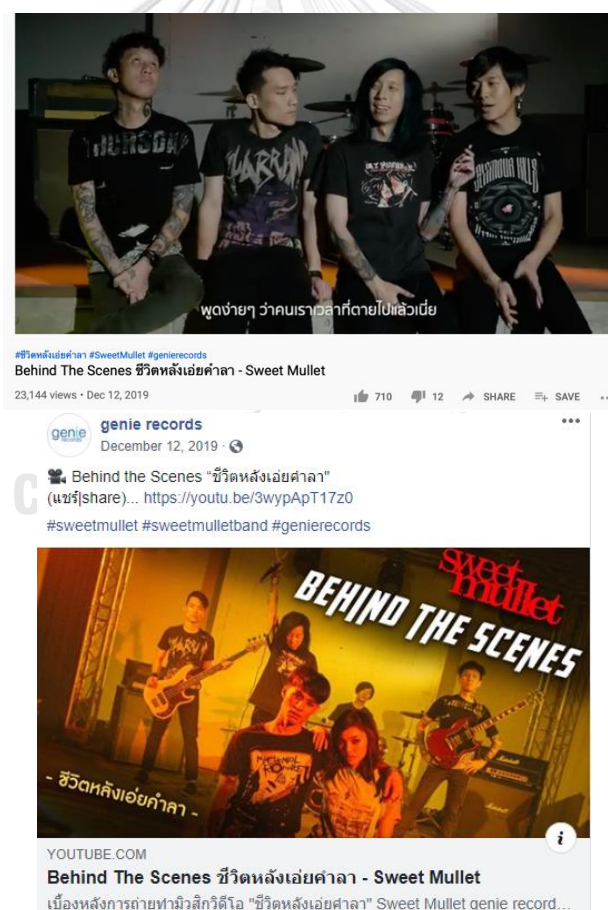 THURSDAY
พูดง่ายๆ ว่าคนเราเวลาที่ตายไปแล้วเนี่ย
#ชีวิตหลังเอ่ยคำลา #SweetMullet #genierecords
Behind The Scenes ชีวิตหลังเอ่ยคำลา - Sweet Mullet
23,144 views • Dec 12, 2019
710 12 SHARE SAVE
genie records
genie records
December 12, 2019 ·
Behind the Scenes "ชีวิตหลังเอ่ยคำลา"
(แชร์|share)... https://youtu.be/3wypApT17z0
#sweetmullet #sweetmulletband #genierecords
sweet mullet
BEHIND THE SCENES
- ชีวิตหลังเอ่ยคำลา -
YOUTUBE.COM
Behind The Scenes ชีวิตหลังเอ่ยคำลา - Sweet Mullet
เบื้องหลังการถ่ายทำมิวสิกวิดีโอ "ชีวิตหลังเอ่ยคำลา" Sweet Mullet genie record...